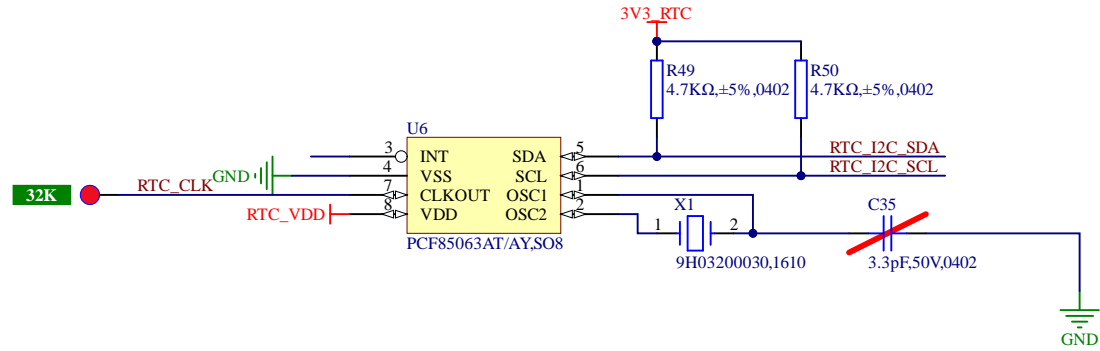 3V3_RTC
R49
4.7KΩ,±5%,0402
R50
4.7KΩ,±5%,0402
U6
3 INT SDA 5 RTC_I2C_SDA
GND 4 VSS SCL 6 RTC_I2C_SCL
32K RTC_CLK 7 CLKOUT OSC1 1
RTC_VDD 8 VDD OSC2 2
PCF85063AT/AY,SO8
X1
1 2
9H03200030,1610
C35
3.3pF,50V,0402
GND